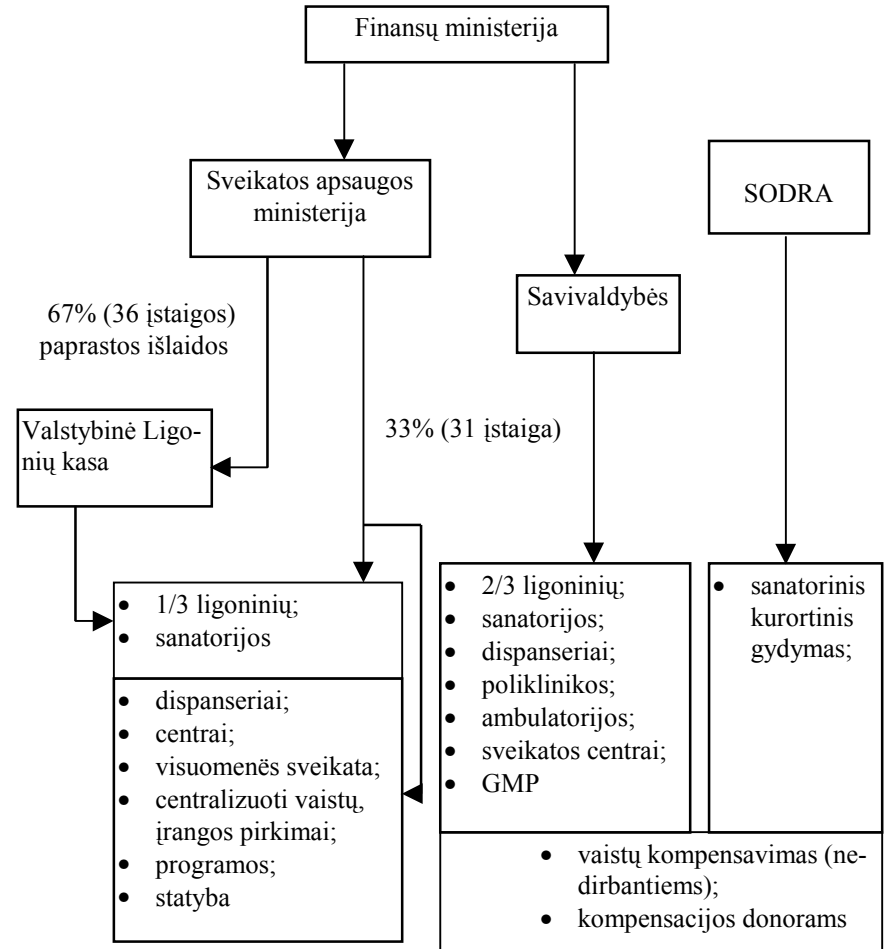 Finansų ministerija
Sveikatos apsaugos
ministerija
SODRA
Savivaldybės
67% (36 įstaigos)
paprastos išlaidos
Valstybinė Ligo-
nių kasa
33% (31 įstaiga)
• 1/3 ligoninių;
• sanatorijos
• dispanseriai;
• centrai;
• visuomenės sveikata;
• centralizuoti vaistų,
įrangos pirkimai;
• programos;
• statyba
• 2/3 ligoninių;
• sanatorijos;
• dispanseriai;
• poliklinikos;
• ambulatorijos;
• sveikatos centrai;
• GMP
• sanatorinis
kurortinis
gydymas;
• vaistų kompensavimas (ne-
dirbantiems);
• kompensacijos donorams